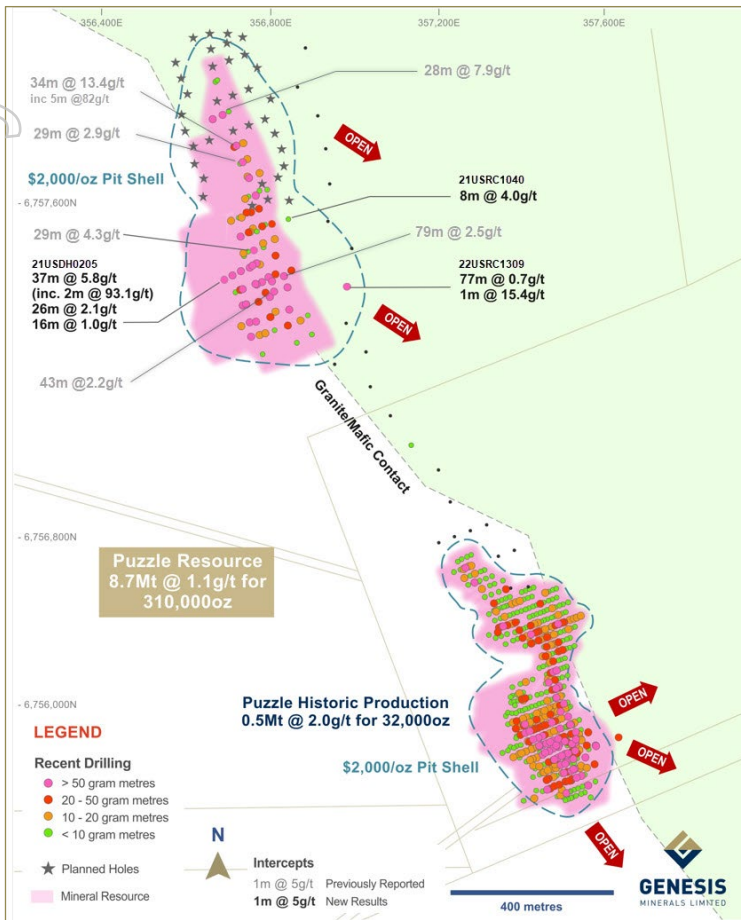 356,400E
356,800E
357,200E
357,600E
34m @ 13.4g/t
inc 5m @82g/t
28m @ 7.9g/t
29m @ 2.9g/t
OPEN
$2,000/oz Pit Shell
21USRC1040
8m @ 4.0g/t
6,757,600N
29m @ 4.3g/t
79m @ 2.5g/t
21USDH0205
37m @ 5.8g/t
(inc. 2m @ 93.1g/t)
26m @ 2.1g/t
16m @ 1.0g/t
22USRC1309
77m @ 0.7g/t
1m @ 15.4g/t
OPEN
43m @2.2g/t
Granite/Mafic Contact
6,756,800N
Puzzle Resource
8.7Mt @ 1.1g/t for
310,000oz
6,756,000N
Puzzle Historic Production
0.5Mt @ 2.0g/t for 32,000oz
OPEN
OPEN
$2,000/oz Pit Shell
OPEN
LEGEND
Recent Drilling
> 50 gram metres
20 - 50 gram metres
10 - 20 gram metres
< 10 gram metres
Planned Holes
Mineral Resource
N
Intercepts
1m @ 5g/t Previously Reported
1m @ 5g/t New Results
400 metres
GENESIS
MINERALS LIMITED